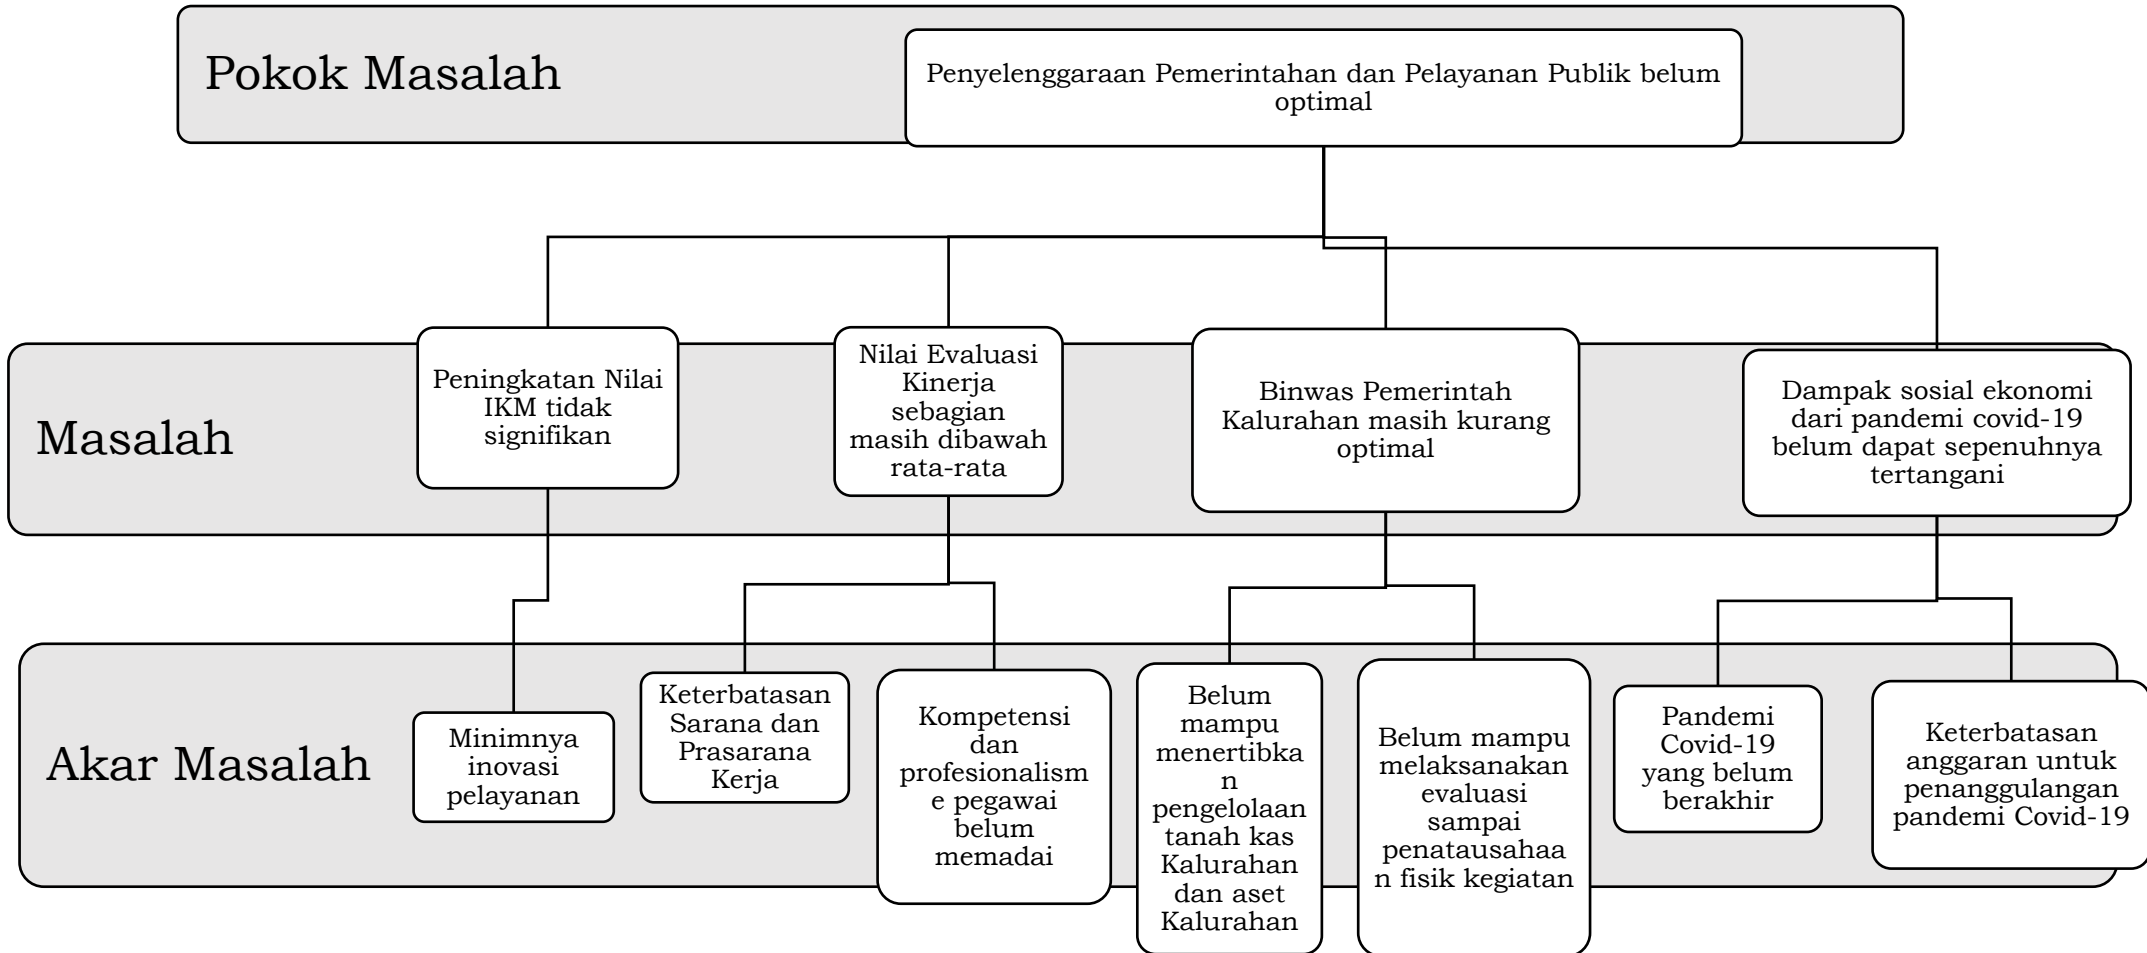 Pokok Masalah
Penyelenggaraan Pemerintahan dan Pelayanan Publik belum
optimal
Masalah
Peningkatan Nilai
IKM tidak
signifikan
Nilai Evaluasi
Kinerja
sebagian
masih dibawah
rata-rata
Binwas Pemerintah
Kalurahan masih kurang
optimal
Dampak sosial ekonomi
dari pandemi covid-19
belum dapat sepenuhnya
tertangani
Akar Masalah
Minimnya
inovasi
pelayanan
Keterbatasan
Sarana dan
Prasarana
Kerja
Kompetensi
dan
profesionalism
e pegawai
belum
memadai
Belum
mampu
menertibka
n
pengelolaan
tanah kas
Kalurahan
dan aset
Kalurahan
Belum mampu
melaksanakan
evaluasi
sampai
penatausahaa
n fisik kegiatan
Pandemi
Covid-19
yang belum
berakhir
Keterbatasan
anggaran untuk
penanggulangan
pandemi Covid-19